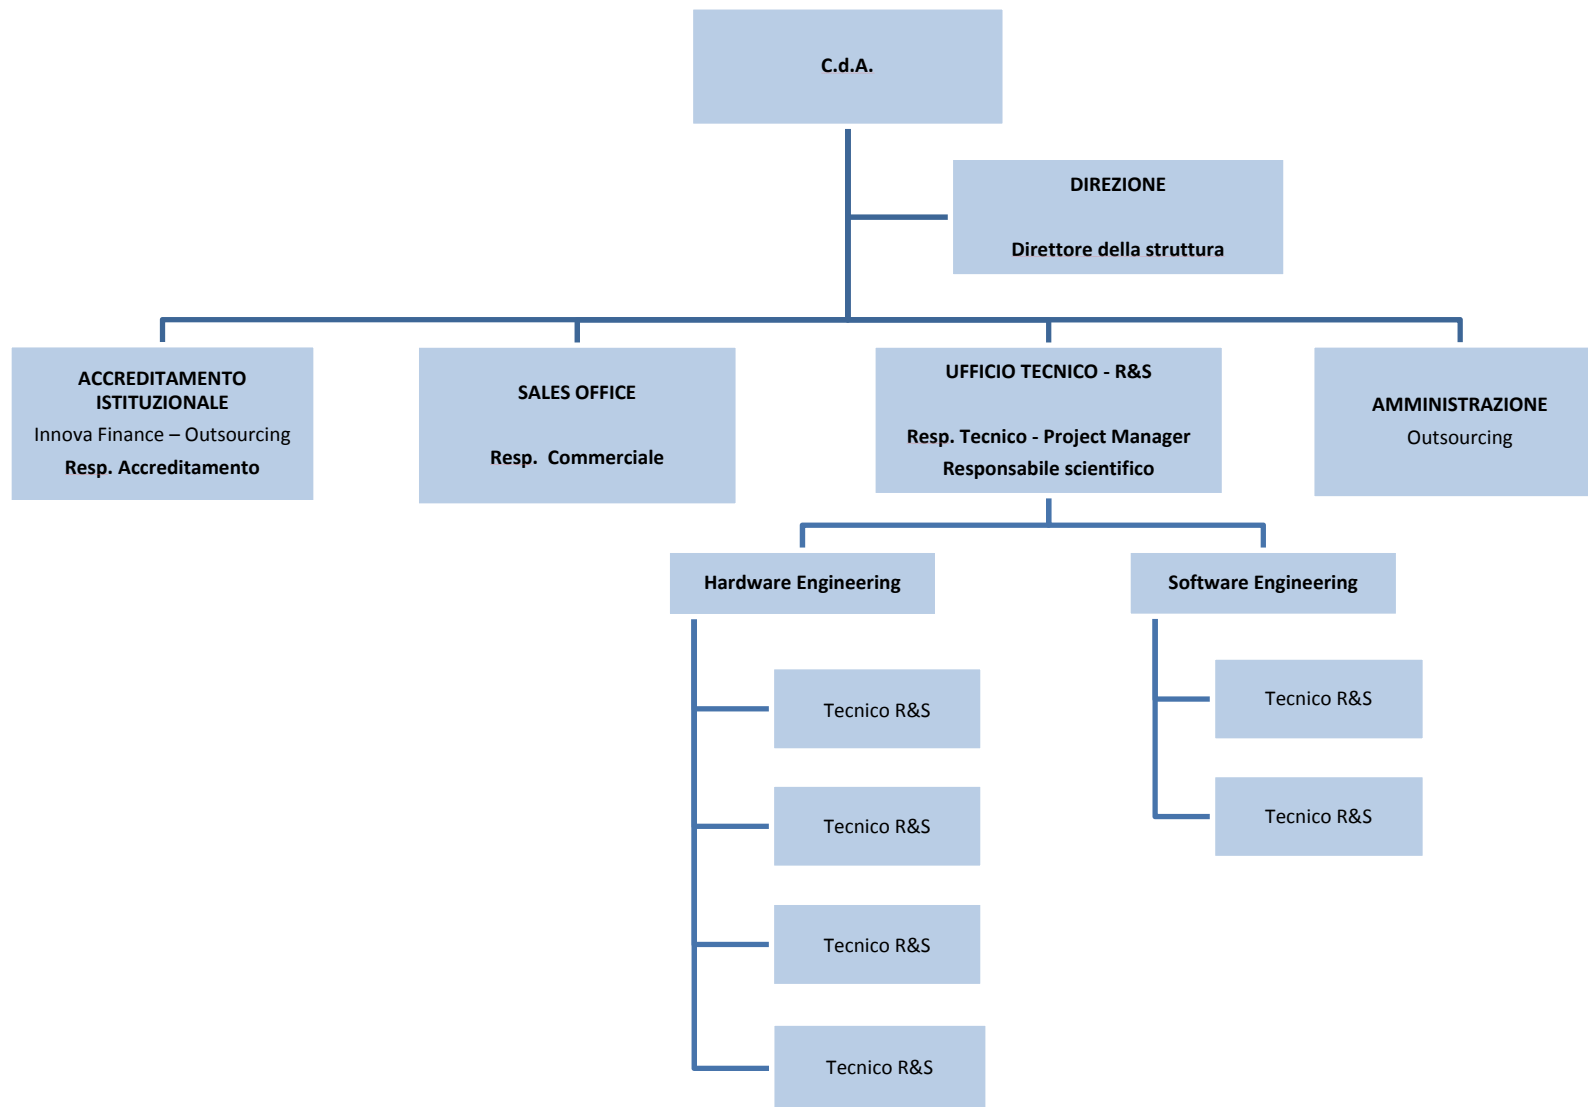 C.d.A.
DIREZIONE
Direttore della struttura
ACCREDITAMENTO
ISTITUZIONALE
Innova Finance – Outsourcing
Resp. Accreditamento
SALES OFFICE
Resp.  Commerciale
UFFICIO TECNICO - R&S
Resp. Tecnico - Project Manager
Responsabile scientifico
AMMINISTRAZIONE
Outsourcing
Hardware Engineering
Tecnico R&S
Tecnico R&S
Tecnico R&S
Tecnico R&S
Software Engineering
Tecnico R&S
Tecnico R&S